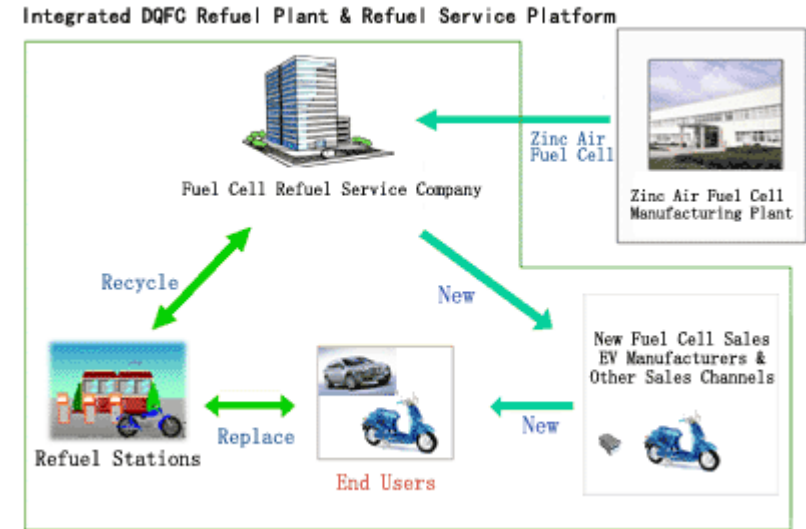 Integrated DQFC Refuel Plant & Refuel Service Platform
Zinc Air
Fuel Cell
Zinc Air Fuel Cell
Manufacturing Plant
Fuel Cell Refuel Service Company
Recycle
New
New Fuel Cell Sales
EV Manufacturers &
Other Sales Channels
Replace
New
Refuel Stations
End Users